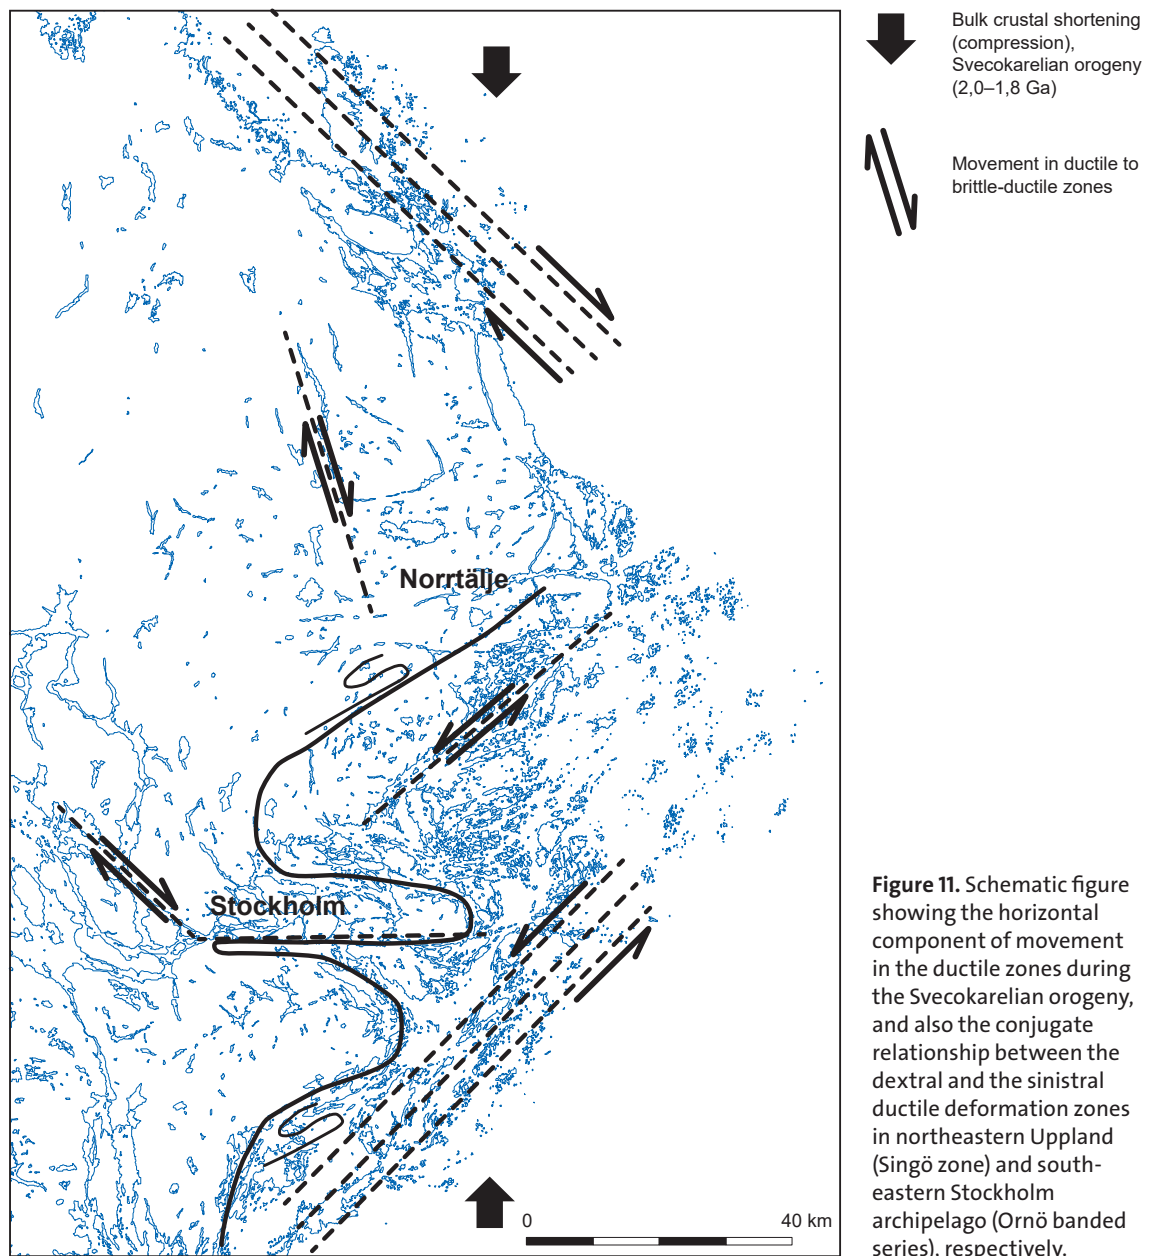 Bulk crustal shortening
(compression),
Svecokarelian orogeny
(2,0–1,8 Ga)
Movement in ductile to
brittle-ductile zones
Norrtälje
Stockholm
0
40 km
Figure 11. Schematic figure
showing the horizontal
component of movement
in the ductile zones during
the Svecokarelian orogeny,
and also the conjugate
relationship between the
dextral and the sinistral
ductile deformation zones
in northeastern Uppland
(Singö zone) and south-
eastern Stockholm
archipelago (Ornö banded
series), respectively.